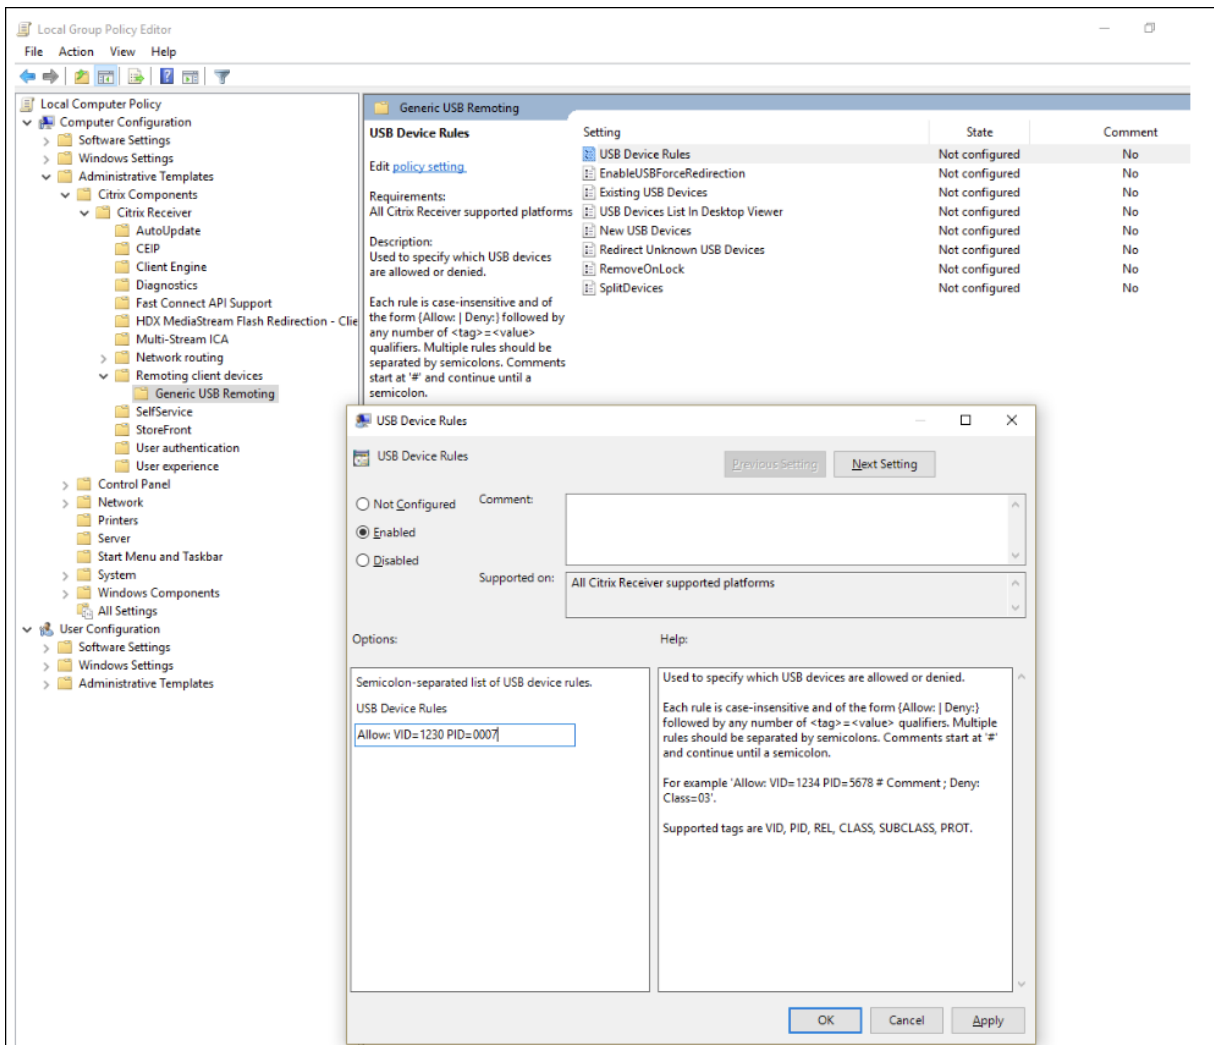 Local Group Policy Editor
File Action View Help
Local Computer Policy
Computer Configuration
Software Settings
Windows Settings
Administrative Templates
Citrix Components
Citrix Receiver
AutoUpdate
CEIP
Client Engine
Diagnostics
Fast Connect API Support
HDX MediaStream Flash Redirection - Clie
Multi-Stream ICA
Network routing
Remoting client devices
Generic USB Remoting
SelfService
StoreFront
User authentication
User experience
Control Panel
Network
Printers
Server
Start Menu and Taskbar
System
Windows Components
All Settings
User Configuration
Software Settings
Windows Settings
Administrative Templates
Generic USB Remoting
USB Device Rules
Edit policy setting
Requirements:
All Citrix Receiver supported platforms
Description:
Used to specify which USB devices
are allowed or denied.
Each rule is case-insensitive and of
the form {Allow: | Deny:} followed by
any number of <tag>=<value>
qualifiers. Multiple rules should be
separated by semicolons. Comments
start at '#' and continue until a
semicolon.
Setting State Comment
USB Device Rules Not configured No
EnableUSBForceRedirection Not configured No
Existing USB Devices Not configured No
USB Devices List In Desktop Viewer Not configured No
New USB Devices Not configured No
Redirect Unknown USB Devices Not configured No
RemoveOnLock Not configured No
SplitDevices Not configured No
USB Device Rules
USB Device Rules
Previous Setting Next Setting
Not Configured
Enabled
Disabled
Comment:
Supported on: All Citrix Receiver supported platforms
Options:
Semicolon-separated list of USB device rules.
USB Device Rules
Allow: VID=1230 PID=0007
Help:
Used to specify which USB devices are allowed or denied.
Each rule is case-insensitive and of the form {Allow: | Deny:}
followed by any number of <tag>=<value> qualifiers. Multiple
rules should be separated by semicolons. Comments start at '#'
and continue until a semicolon.
For example 'Allow: VID=1234 PID=5678 # Comment ; Deny:
Class=03'.
Supported tags are VID, PID, REL, CLASS, SUBCLASS, PROT.
OK Cancel Apply